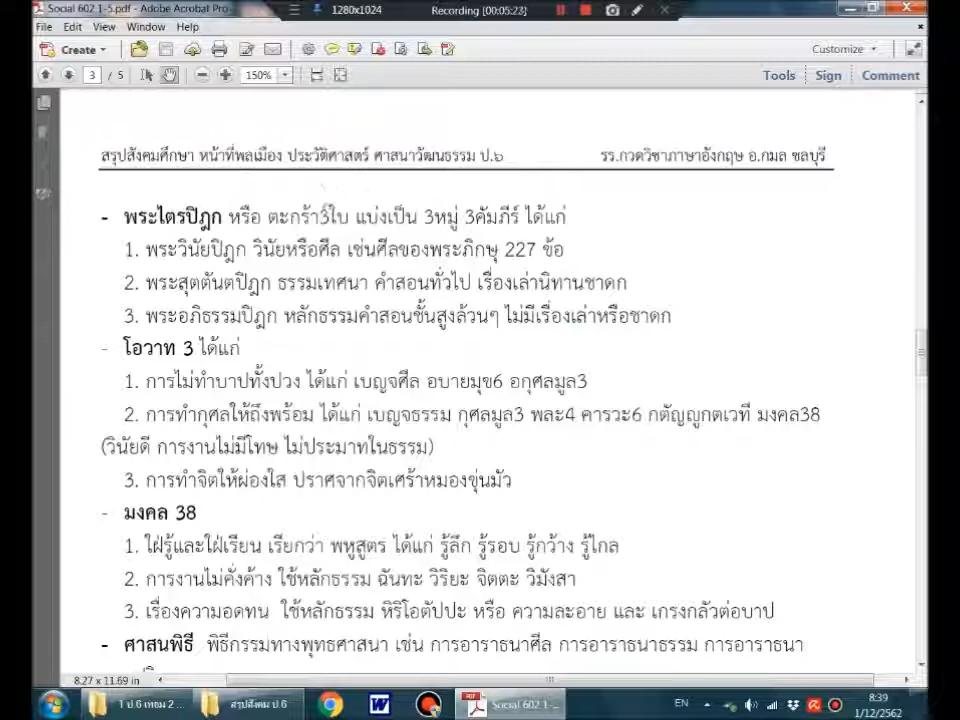 Social 602 1-5.pdf - Adobe Acrobat Pro
1280x1024
Recording [00:05:23]
File Edit View Window Help
Create
Customize
3 / 5
150%
Tools Sign Comment
สรุปสังคมศึกษา หน้าที่พลเมือง ประวัติศาสตร์ ศาสนาวัฒนธรรม ป.๖
รร.กวดวิชาภาษาอังกฤษ อ.กมล ชลบุรี
- พระไตรปิฎก หรือ ตะกร้า3ใบ แบ่งเป็น 3หมู่ 3คัมภีร์ ได้แก่
1. พระวินัยปิฎก วินัยหรือศีล เช่นศีลของพระภิกษุ 227 ข้อ
2. พระสุตตันตปิฎก ธรรมเทศนา คำสอนทั่วไป เรื่องเล่านิทานชาดก
3. พระอภิธรรมปิฎก หลักธรรมคำสอนชั้นสูงล้วนๆ ไม่มีเรื่องเล่าหรือชาดก
- โอวาท 3 ได้แก่
1. การไม่ทำบาปทั้งปวง ได้แก่ เบญจศีล อบายมุข6 อกุศลมูล3
2. การทำกุศลให้ถึงพร้อม ได้แก่ เบญจธรรม กุศลมูล3 พละ4 คารวะ6 กตัญญูกตเวที มงคล38
(วินัยดี การงานไม่มีโทษ ไม่ประมาทในธรรม)
3. การทำจิตให้ผ่องใส ปราศจากจิตเศร้าหมองขุ่นมัว
- มงคล 38
1. ใฝ่รู้และใฝ่เรียน เรียกว่า พหูสูตร ได้แก่ รู้ลึก รู้รอบ รู้กว้าง รู้ไกล
2. การงานไม่คั่งค้าง ใช้หลักธรรม ฉันทะ วิริยะ จิตตะ วิมังสา
3. เรื่องความอดทน ใช้หลักธรรม หิริโอตัปปะ หรือ ความละอาย และ เกรงกลัวต่อบาป
- ศาสนพิธี พิธีกรรมทางพุทธศาสนา เช่น การอาราธนาศีล การอาราธนาธรรม การอาราธนา
8.27 x 11.69 in
1 ป.6 เทอม 2 ...
สรุปสังคม ป.6
Social 602 1-...
EN
8:39
1/12/2562